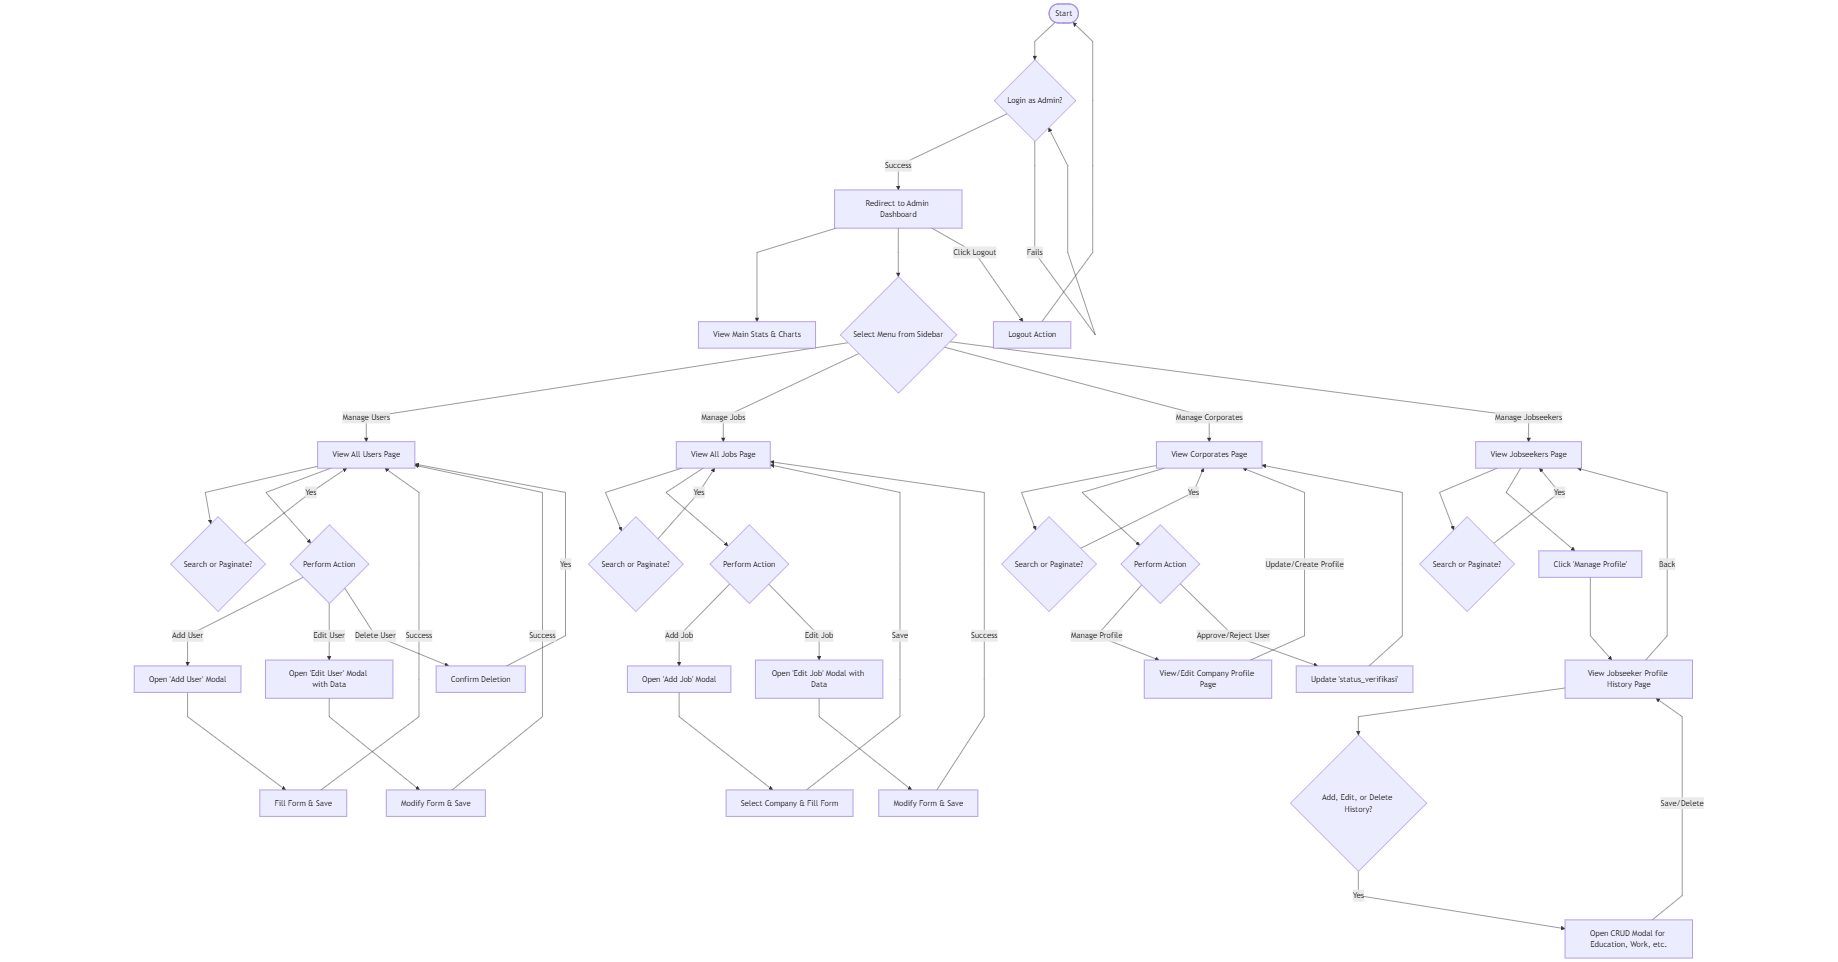 Start
Login as Admin?
Success
Redirect to Admin
Dashboard
Click Logout
Fails
View Main Stats & Charts
Select Menu from Sidebar
Logout Action
Manage Users
Manage Jobs
Manage Corporates
Manage Jobseekers
View All Users Page
View All Jobs Page
View Corporates Page
View Jobseekers Page
Yes
Yes
Yes
Yes
Search or Paginate?
Perform Action
Yes
Search or Paginate?
Perform Action
Search or Paginate?
Perform Action
Update/Create Profile
Search or Paginate?
Click 'Manage Profile'
Back
Add User
Edit User
Delete User
Success
Success
Add Job
Edit Job
Save
Success
Manage Profile
Approve/Reject User
Open 'Add User' Modal
Open 'Edit User' Modal
with Data
Confirm Deletion
Open 'Add Job' Modal
Open 'Edit Job' Modal with
Data
View/Edit Company Profile
Page
Update 'status_verifikasi'
View Jobseeker Profile
History Page
Fill Form & Save
Modify Form & Save
Select Company & Fill Form
Modify Form & Save
Add, Edit, or Delete
History?
Save/Delete
Yes
Open CRUD Modal for
Education, Work, etc.